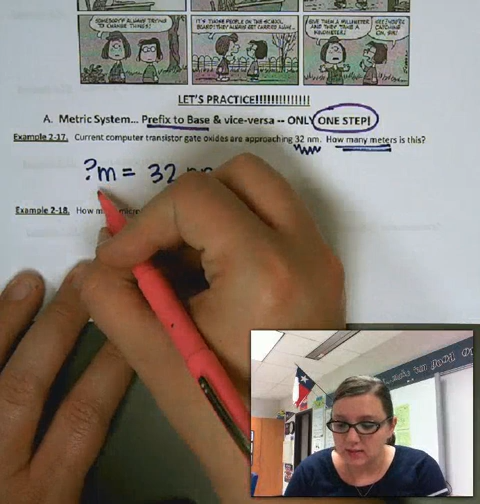 SOMEBODY'S ALWAYS TRYING
TO CHANGE THINGS!
IT'S THOSE PEOPLE ON THE SCHOOL
BOARD! THEY ALWAYS GET CARRIED AWAY..
GIVE THEM A MILLIMETER
AND THEY TAKE A
KILOMETER!
YOU'RE
CATCHING
ON, SIR!
LET'S PRACTICE!!!!!!!!!!!!!!
A. Metric System... Prefix to Base & vice-versa -- ONLY ONE STEP!
Example 2-17. Current computer transistor gate oxides are approaching 32 nm. How many meters is this?
?m = 32
Example 2-18. How